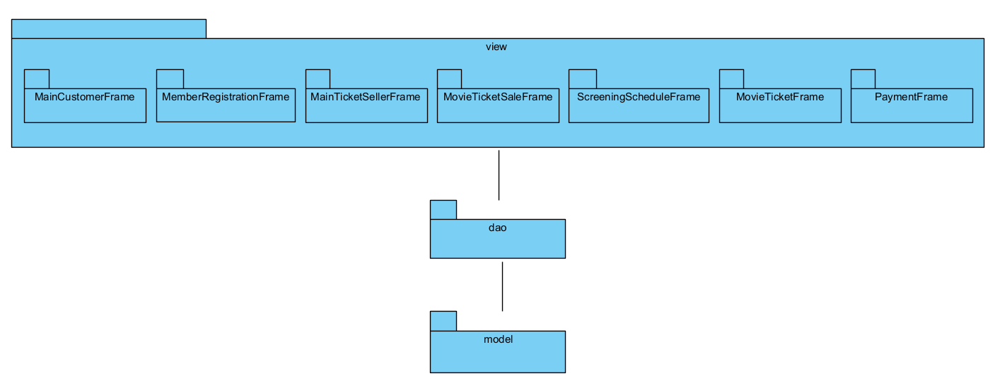 view
MainCustomerFrame
MemberRegistrationFrame
MainTicketSellerFrame
MovieTicketSaleFrame
ScreeningScheduleFrame
MovieTicketFrame
PaymentFrame
dao
model